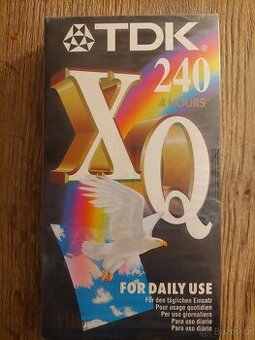 TDK®
240
4 HOURS
XQ
FOR DAILY USE
Für den täglichen Einsatz
Pour usage quotidien
Per uso giornaliero
Para uso diario
Para uso diário